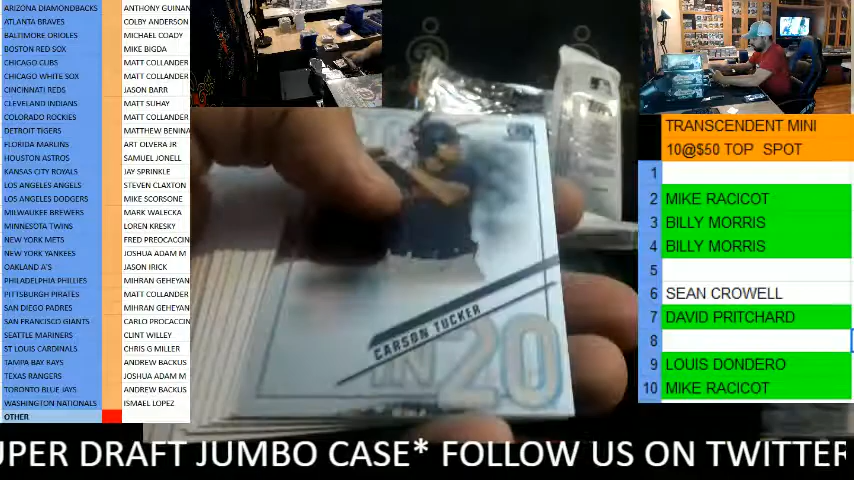 ARIZONA DIAMONDBACKS ANTHONY GUINAN
ATLANTA BRAVES COLBY ANDERSON
BALTIMORE ORIOLES MICHAEL COADY
BOSTON RED SOX MIKE BIGDA
CHICAGO CUBS MATT COLLANDER
CHICAGO WHITE SOX MATT COLLANDER
CINCINNATI REDS JASON BARR
CLEVELAND INDIANS MATT SUHAY
COLORADO ROCKIES MATT COLLANDER
DETROIT TIGERS MATTHEW BENINA
FLORIDA MARLINS ART OLVERA JR
HOUSTON ASTROS SAMUEL JONELL
KANSAS CITY ROYALS JAY SPRINKLE
LOS ANGELES ANGELS STEVEN CLAXTON
LOS ANGELES DODGERS MIKE SCORSONE
MILWAUKEE BREWERS MARK WALECKA
MINNESOTA TWINS LOREN KRESKY
NEW YORK METS FRED PREOCACCIN
NEW YORK YANKEES JOSHUA ADAM M
OAKLAND A'S JASON IRICK
PHILADELPHIA PHILLIES MIHRAN GEHEYAN
PITTSBURGH PIRATES MATT COLLANDER
SAN DIEGO PADRES MIHRAN GEHEYAN
SAN FRANCISCO GIANTS CARLO PROCACCIN
SEATTLE MARINERS CLINT WILLEY
ST LOUIS CARDINALS CHRIS G MILLER
TAMPA BAY RAYS ANDREW BACKUS
TEXAS RANGERS JOSHUA ADAM M
TORONTO BLUE JAYS ANDREW BACKUS
WASHINGTON NATIONALS ISMAEL LOPEZ
OTHER
CARSON TUCKER
IN 20
TRANSCENDENT MINI
10@$50 TOP SPOT
1
2 MIKE RACICOT
3 BILLY MORRIS
4 BILLY MORRIS
5
6 SEAN CROWELL
7 DAVID PRITCHARD
8
9 LOUIS DONDERO
10 MIKE RACICOT
UPER DRAFT JUMBO CASE* FOLLOW US ON TWITTER